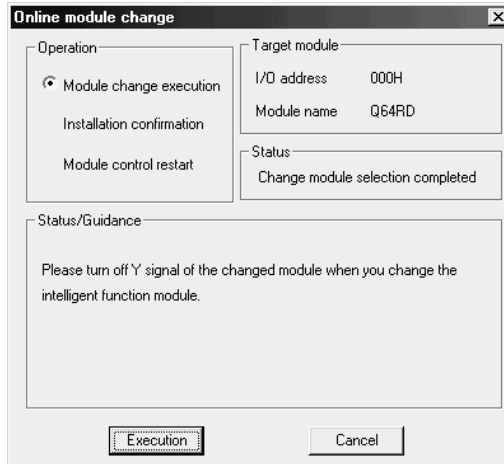 Online module change
Operation
Module change execution
Installation confirmation
Module control restart
Target module
I/O address 000H
Module name Q64RD
Status
Change module selection completed
Status/Guidance
Please turn off Y signal of the changed module when you change the
intelligent function module.
Execution Cancel